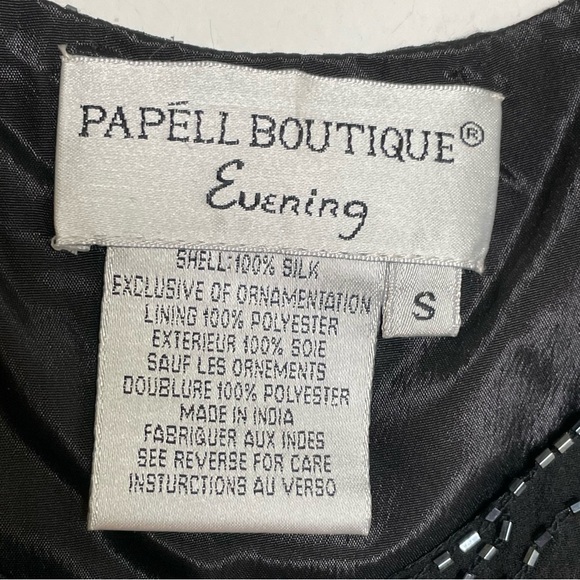 PAPÉLL BOUTIQUE®
Evening
S
SHELL:100% SILK
EXCLUSIVE OF ORNAMENTATION
LINING 100% POLYESTER
EXTERIEUR 100% SOIE
SAUF LES ORNEMENTS
DOUBLURE 100% POLYESTER
MADE IN INDIA
FABRIQUER AUX INDES
SEE REVERSE FOR CARE
INSTURCTIONS AU VERSO